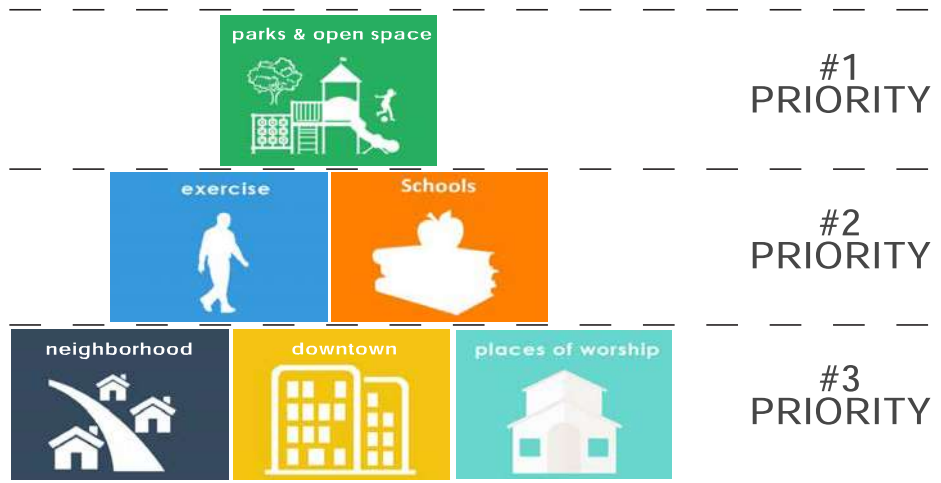 parks & open space
#1
PRIORITY
exercise
Schools
#2
PRIORITY
neighborhood
downtown
places of worship
#3
PRIORITY